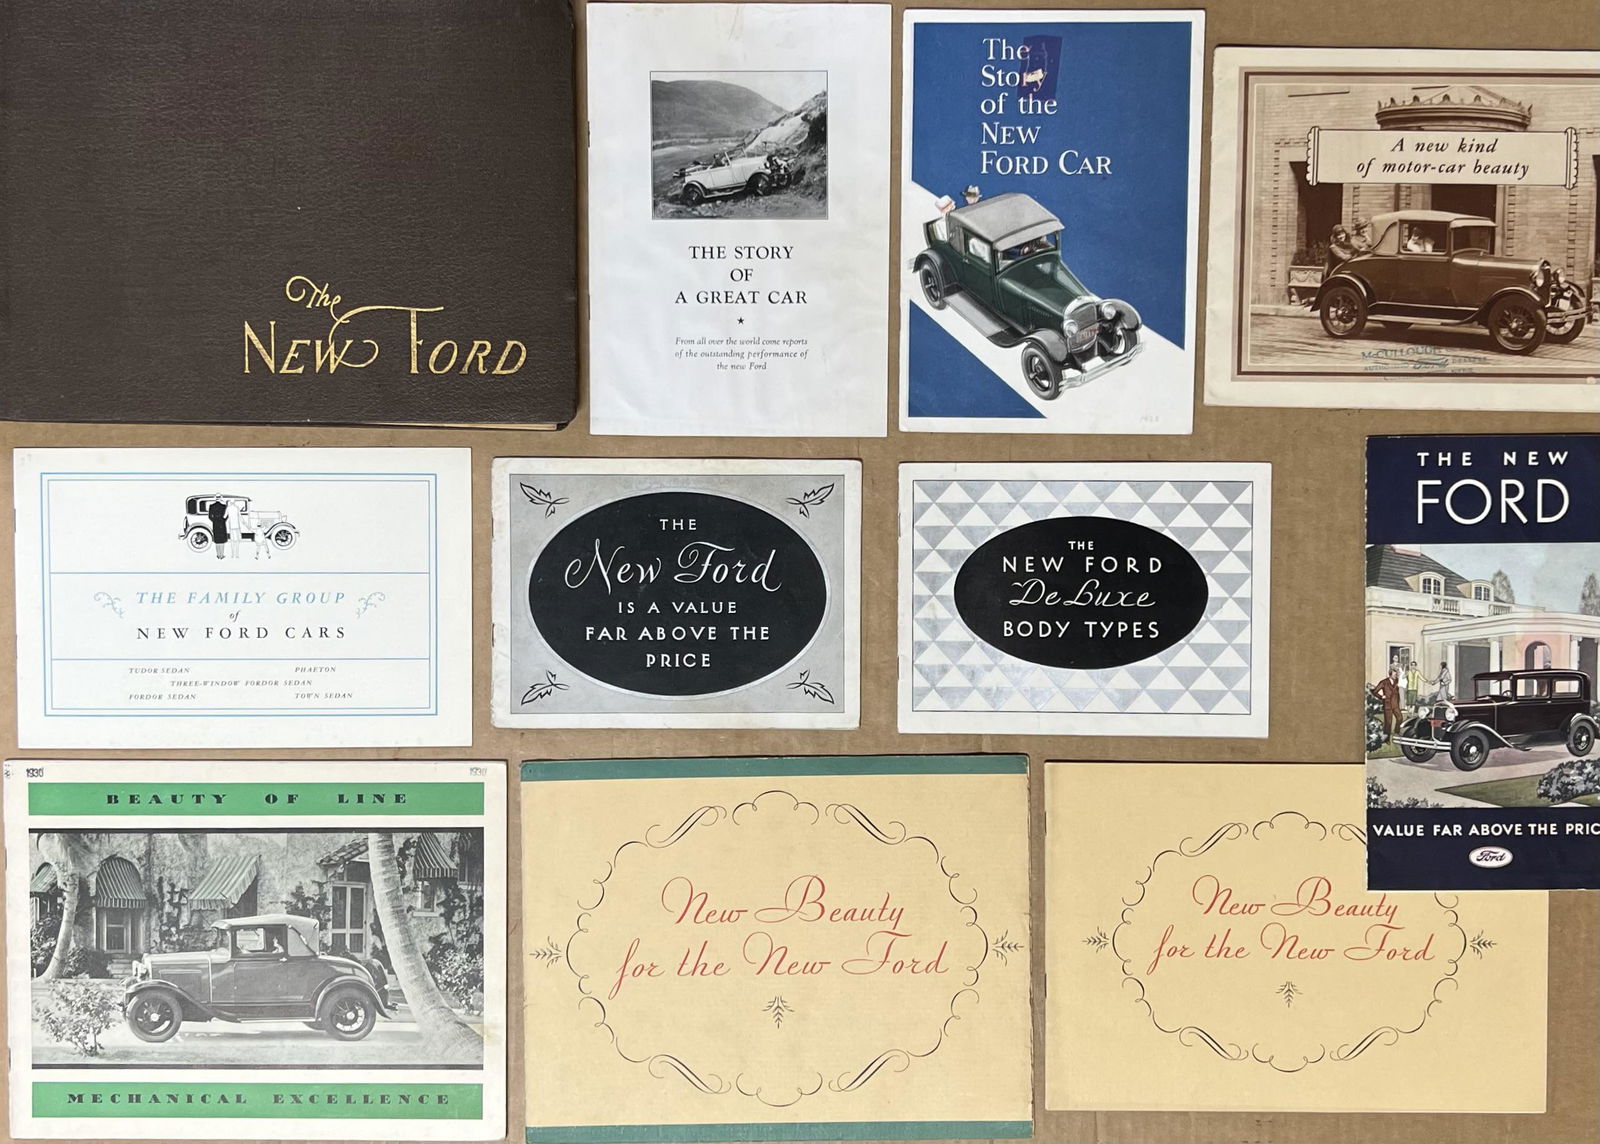 The
NEW FORD
THE STORY
OF
A GREAT CAR
From all over the world come reports
of the outstanding performance of
the new Ford
The
Story
of the
NEW
FORD CAR
1928
A new kind
of motor-car beauty
McCULLOUGH
AUTHORIZED Ford DEALERS
THE FAMILY GROUP
of
NEW FORD CARS
TUDOR SEDAN PHAETON
THREE-WINDOW FORDOR SEDAN
FORDOR SEDAN TOWN SEDAN
THE
New Ford
IS A VALUE
FAR ABOVE THE
PRICE
THE
NEW FORD
De Luxe
BODY TYPES
THE NEW
FORD
VALUE FAR ABOVE THE PRIC
Ford
1930 1930
BEAUTY OF LINE
MECHANICAL EXCELLENCE
New Beauty
for the New Ford
New Beauty
for the New Ford